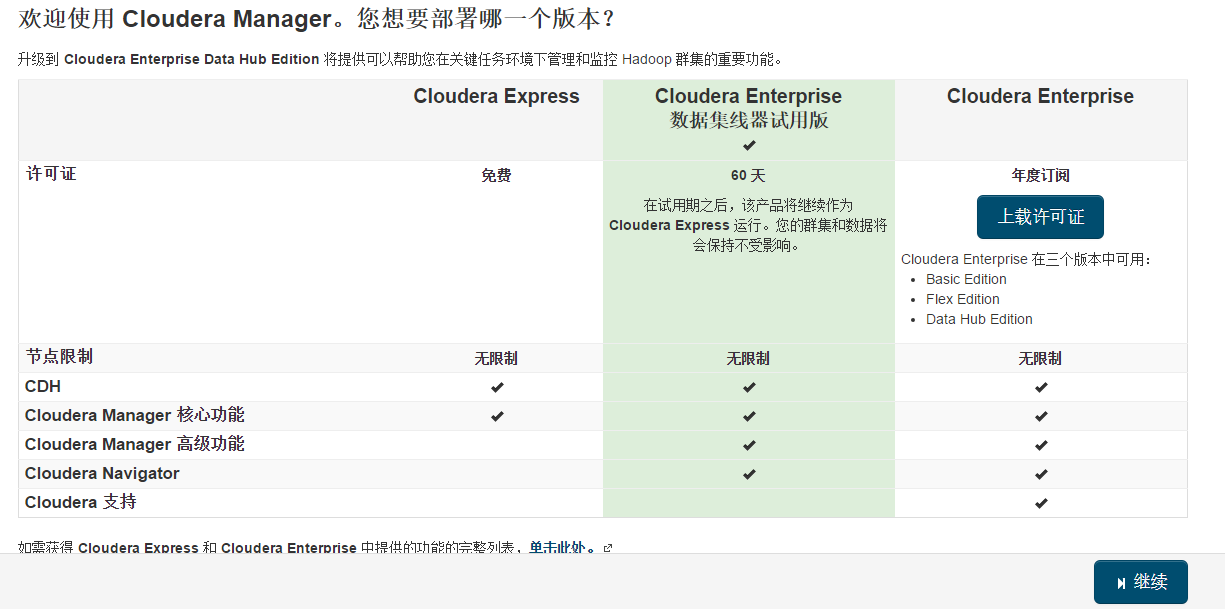 欢迎使用 Cloudera Manager。您想要部署哪一个版本？
升级到 Cloudera Enterprise Data Hub Edition 将提供可以帮助您在关键任务环境下管理和监控 Hadoop 群集的重要功能。
Cloudera Express
Cloudera Enterprise
数据集线器试用版
Cloudera Enterprise
许可证
免费
60 天
在试用期之后，该产品将继续作为
Cloudera Express 运行。您的群集和数据将
会保持不受影响。
年度订阅
上载许可证
Cloudera Enterprise 在三个版本中可用：
Basic Edition
Flex Edition
Data Hub Edition
节点限制 无限制 无限制 无限制
CDH
Cloudera Manager 核心功能
Cloudera Manager 高级功能
Cloudera Navigator
Cloudera 支持
如需获得 Cloudera Express 和 Cloudera Enterprise 中提供的功能的完整列表，单击此处。
继续